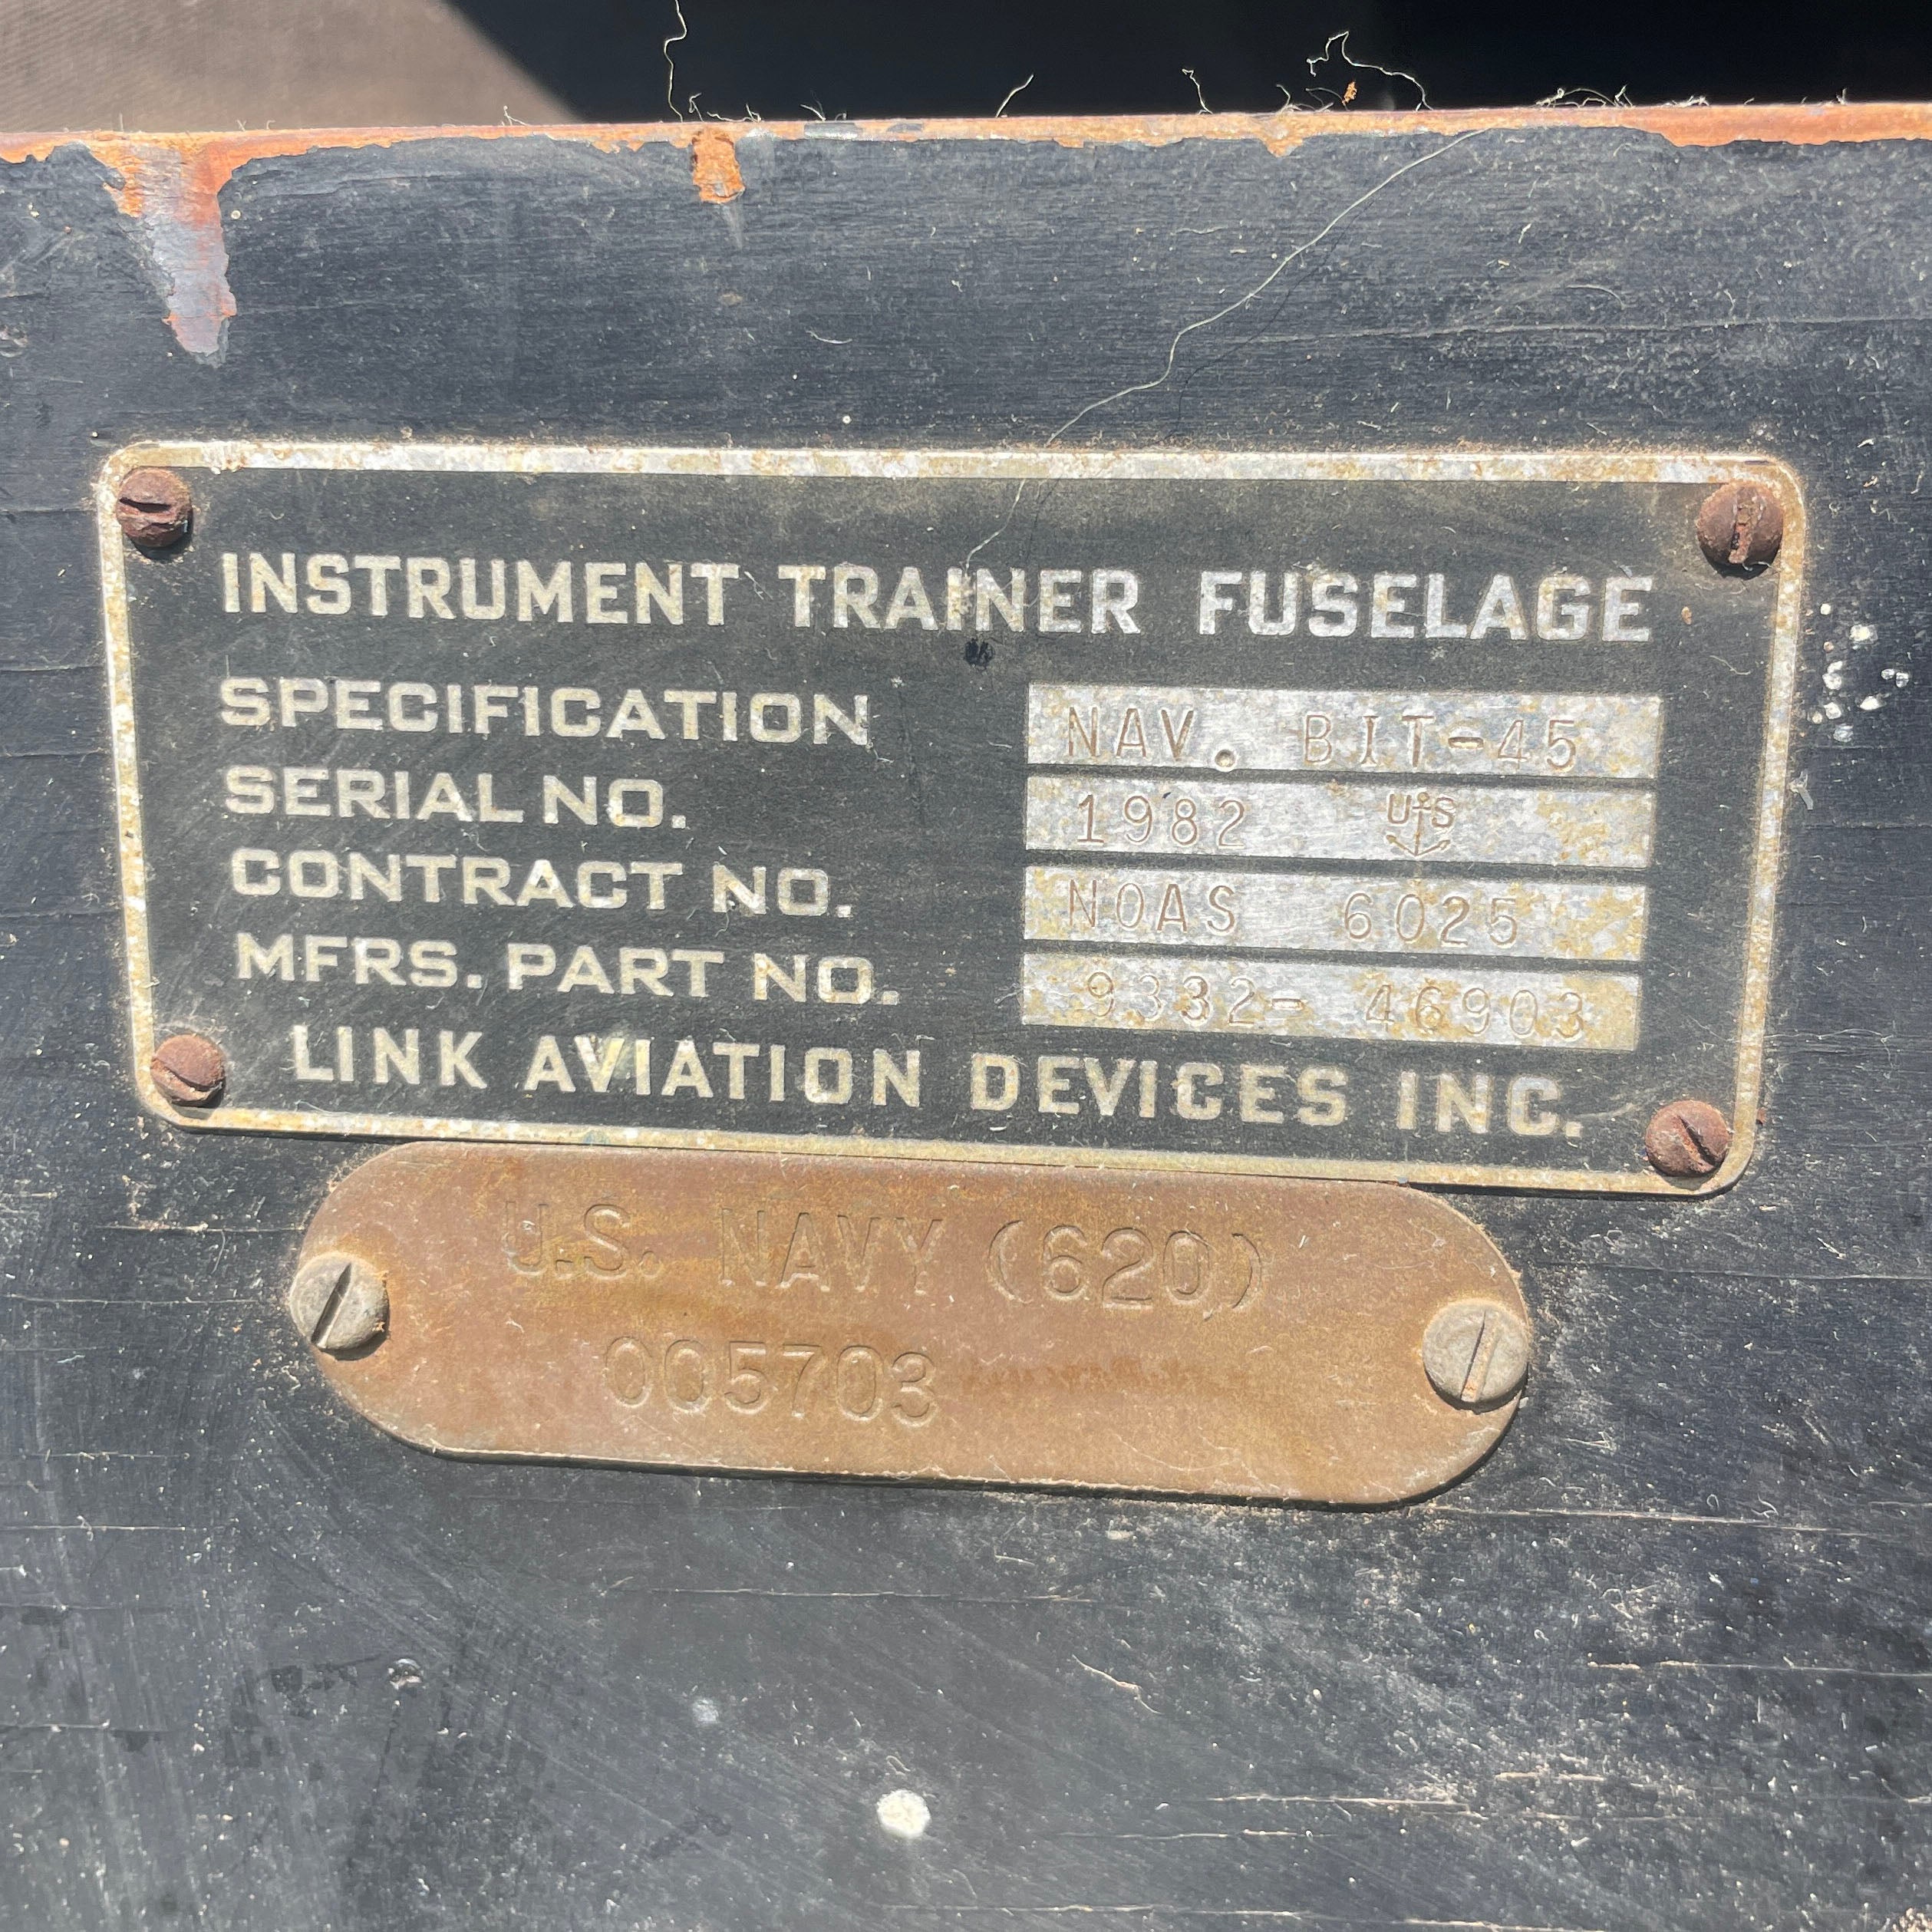 INSTRUMENT TRAINER FUSELAGE
SPECIFICATION NAV. BIT-45
SERIAL NO. 1982 US
CONTRACT NO. NOAS 6025
MFRS. PART NO. 9332- 46903
LINK AVIATION DEVICES INC.
U.S. NAVY (620)
005703